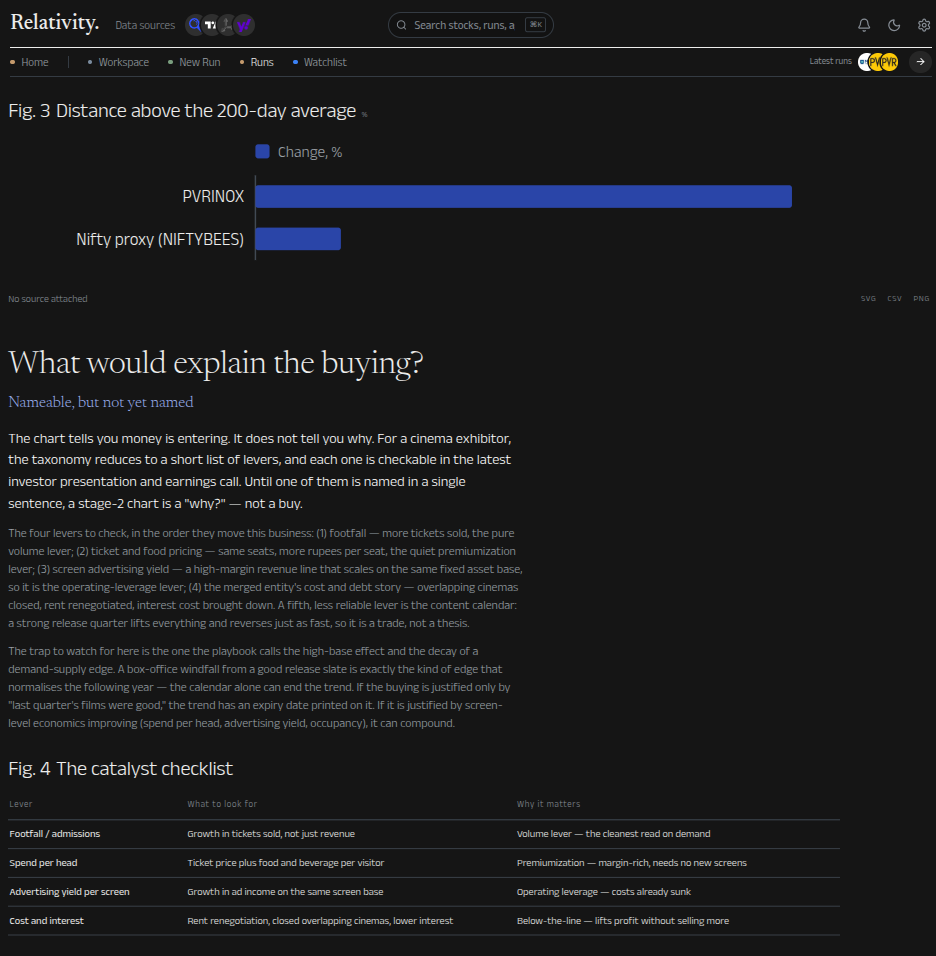 Relativity.
Data sources
Search stocks, runs, a
⌘K
Home
Workspace
New Run
Runs
Watchlist
Latest runs
PVR
Fig. 3 Distance above the 200-day average %
Change, %
PVRINOX
Nifty proxy (NIFTYBEES)
No source attached
SVG CSV PNG
What would explain the buying?
Nameable, but not yet named
The chart tells you money is entering. It does not tell you why. For a cinema exhibitor,
the taxonomy reduces to a short list of levers, and each one is checkable in the latest
investor presentation and earnings call. Until one of them is named in a single
sentence, a stage-2 chart is a "why?" — not a buy.
The four levers to check, in the order they move this business: (1) footfall — more tickets sold, the pure
volume lever; (2) ticket and food pricing — same seats, more rupees per seat, the quiet premiumization
lever; (3) screen advertising yield — a high-margin revenue line that scales on the same fixed asset base,
so it is the operating-leverage lever; (4) the merged entity's cost and debt story — overlapping cinemas
closed, rent renegotiated, interest cost brought down. A fifth, less reliable lever is the content calendar:
a strong release quarter lifts everything and reverses just as fast, so it is a trade, not a thesis.
The trap to watch for here is the one the playbook calls the high-base effect and the decay of a
demand-supply edge. A box-office windfall from a good release slate is exactly the kind of edge that
normalises the following year — the calendar alone can end the trend. If the buying is justified only by
"last quarter's films were good," the trend has an expiry date printed on it. If it is justified by screen-
level economics improving (spend per head, advertising yield, occupancy), it can compound.
Fig. 4 The catalyst checklist
Lever What to look for Why it matters
Footfall / admissions Growth in tickets sold, not just revenue Volume lever — the cleanest read on demand
Spend per head Ticket price plus food and beverage per visitor Premiumization — margin-rich, needs no new screens
Advertising yield per screen Growth in ad income on the same screen base Operating leverage — costs already sunk
Cost and interest Rent renegotiation, closed overlapping cinemas, lower interest Below-the-line — lifts profit without selling more